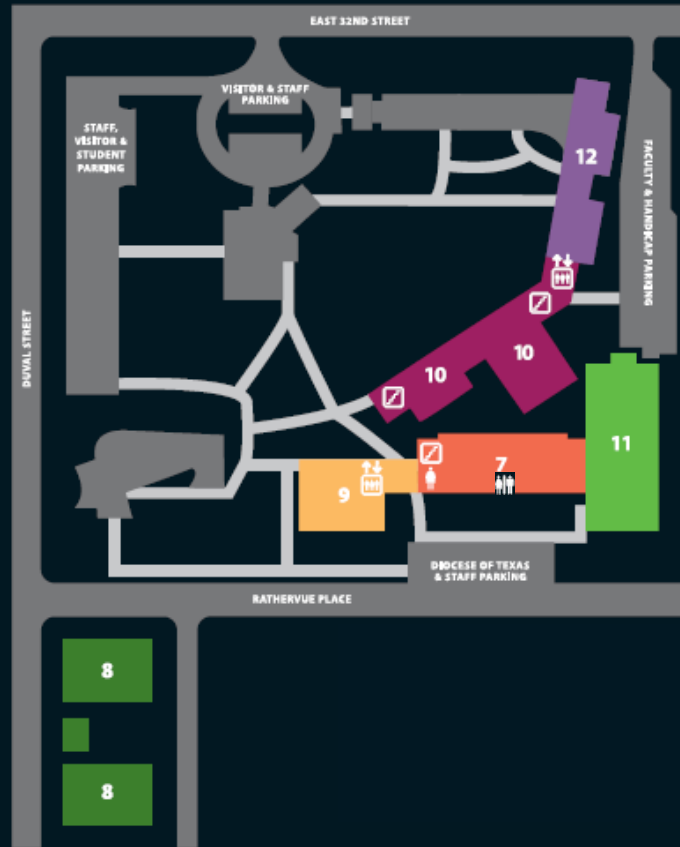 EAST 32ND STREET
VISITOR & STAFF
PARKING
STAFF,
VISITOR &
STUDENT
PARKING
12
FACULTY & HANDICAP PARKING
DUVAL STREET
10
10
11
7
9
DIOCESE OF TEXAS
& STAFF PARKING
RATHERVUE PLACE
8
8